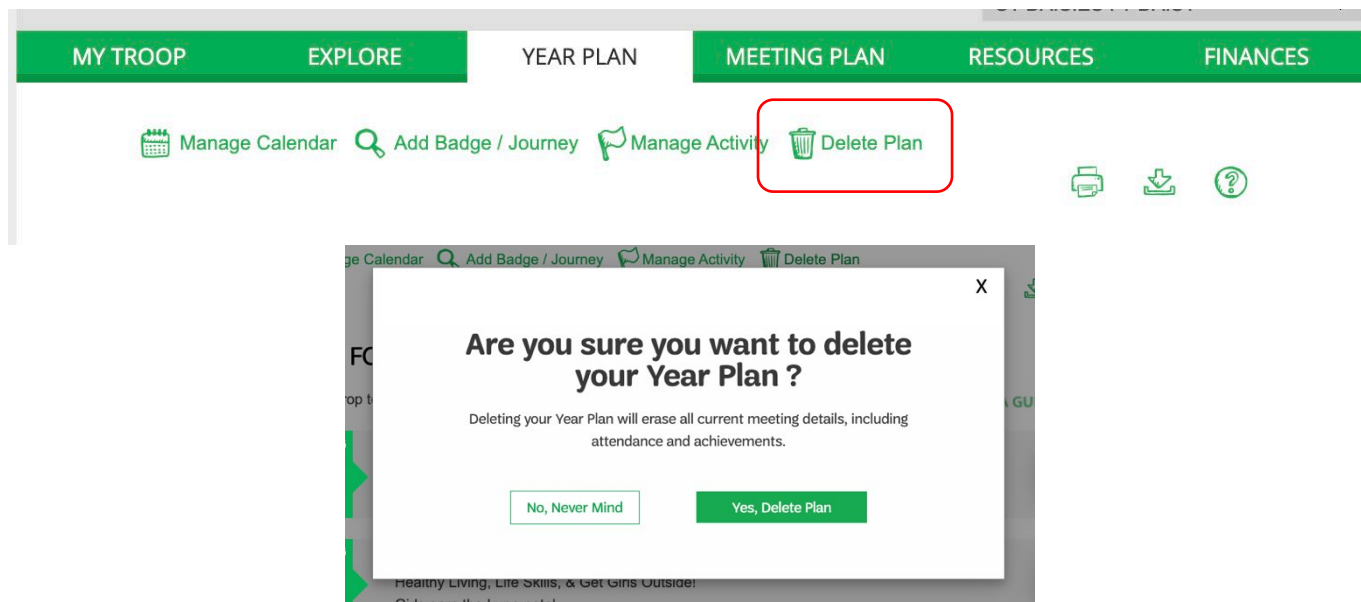 MY TROOP EXPLORE YEAR PLAN MEETING PLAN RESOURCES FINANCES
Manage Calendar Add Badge / Journey Manage Activity Delete Plan
ge Calendar Add Badge / Journey Manage Activity Delete Plan
X
Are you sure you want to delete
FO
your Year Plan ?
rop t
Deleting your Year Plan will erase all current meeting details, including
GU
attendance and achievements.
No, Never Mind Yes, Delete Plan
Healthy Living, Life Skills, & Get Girls Outside!